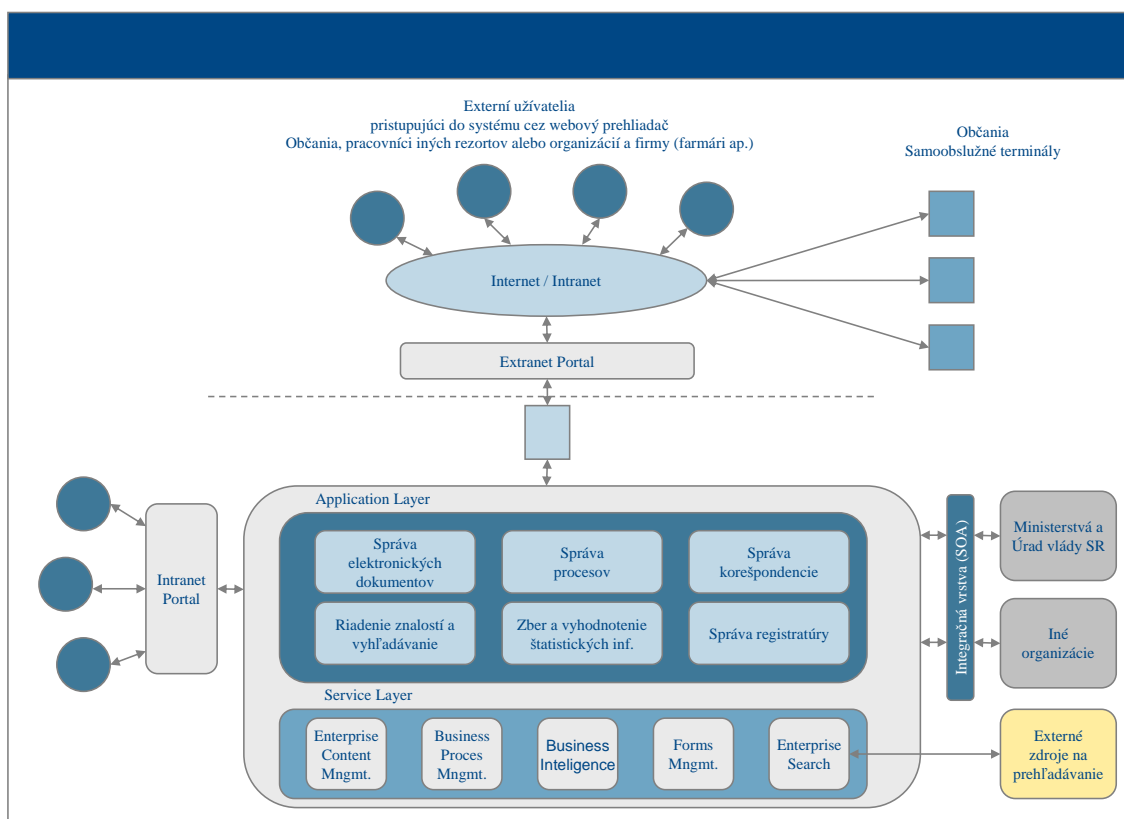 Externí užívatelia
pristupujúci do systému cez webový prehliadač
Občania, pracovníci iných rezortov alebo organizácií a firmy (farmári ap.)
Občania
Samoobslužné terminály
Internet / Intranet
Extranet Portal
Application Layer
Správa
elektronických
dokumentov
Správa
procesov
Správa
korešpondencie
Riadenie znalostí a
vyhľadávanie
Zber a vyhodnotenie
štatistických inf.
Správa registratúry
Intranet
Portal
Integračná vrstva (SOA)
Ministerstvá a
Úrad vlády SR
Iné
organizácie
Service Layer
Enterprise
Content
Mngmt.
Business
Proces
Mngmt.
Business
Inteligence
Forms
Mngmt.
Enterprise
Search
Externé
zdroje na
prehľadávanie